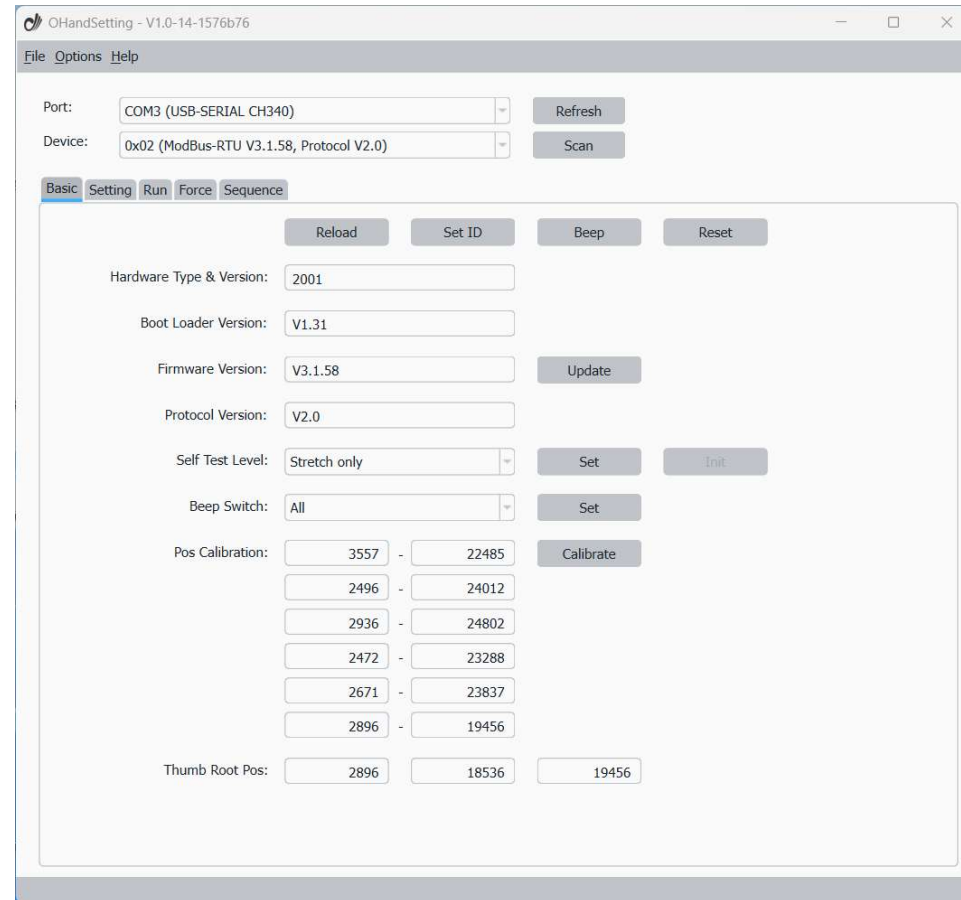 OHandSetting - V1.0-14-1576b76
File Options Help
Port: COM3 (USB-SERIAL CH340) Refresh
Device: 0x02 (ModBus-RTU V3.1.58, Protocol V2.0) Scan
Basic Setting Run Force Sequence
Reload Set ID Beep Reset
Hardware Type & Version: 2001
Boot Loader Version: V1.31
Firmware Version: V3.1.58 Update
Protocol Version: V2.0
Self Test Level: Stretch only Set Init
Beep Switch: All Set
Pos Calibration: 3557 - 22485 Calibrate
2496 - 24012
2936 - 24802
2472 - 23288
2671 - 23837
2896 - 19456
Thumb Root Pos: 2896 18536 19456